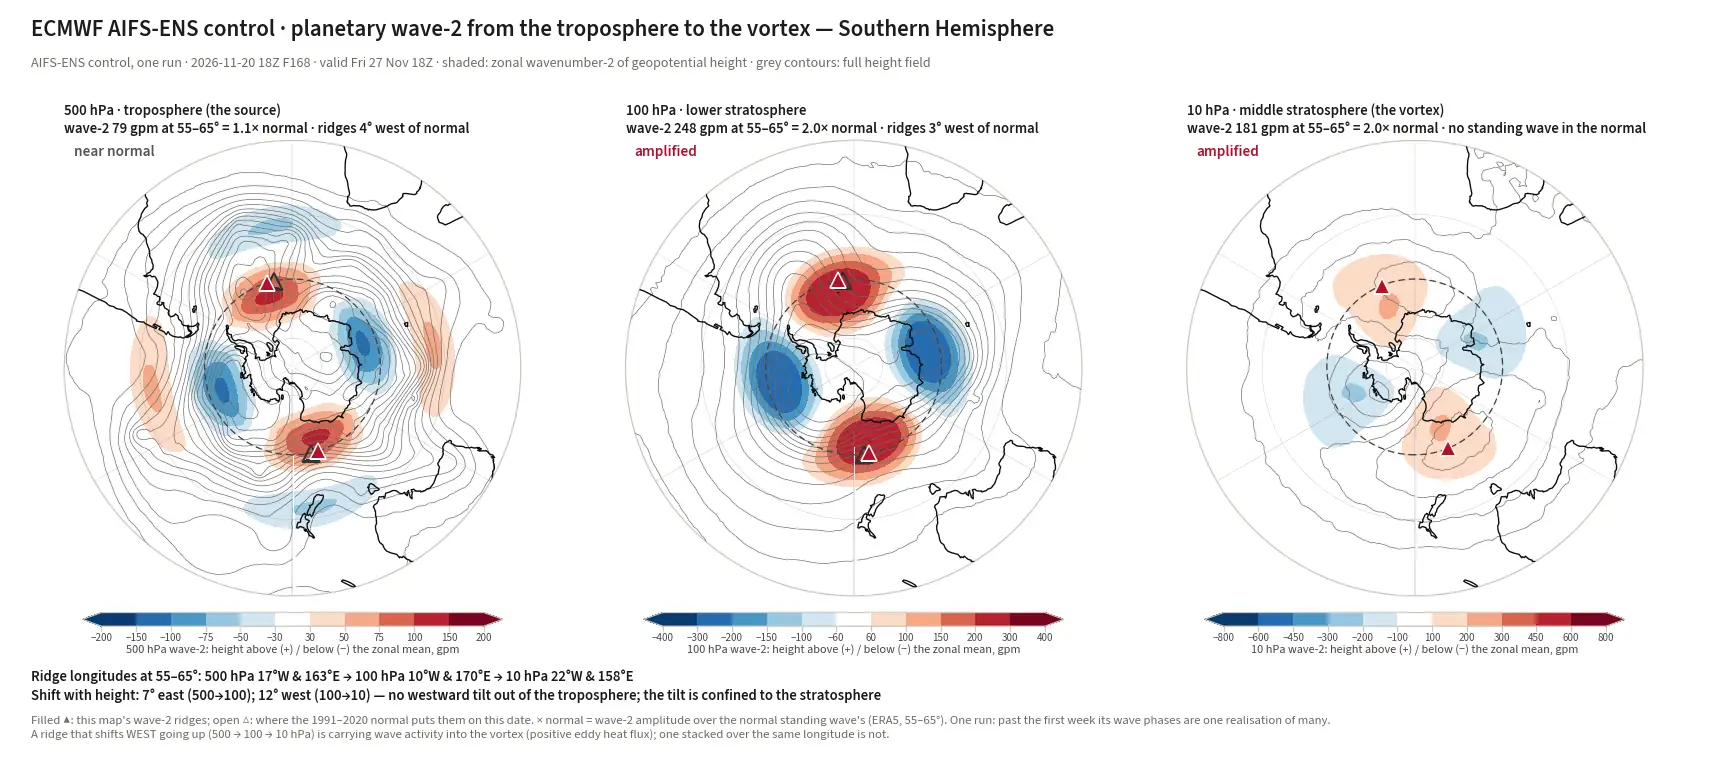 ECMWF AIFS-ENS control · planetary wave-2 from the troposphere to the vortex — Southern Hemisphere
AIFS-ENS control, one run · 2026-11-20 18Z F168 · valid Fri 27 Nov 18Z · shaded: zonal wavenumber-2 of geopotential height · grey contours: full height field
500 hPa · troposphere (the source)
wave-2 79 gpm at 55–65° = 1.1× normal · ridges 4° west of normal
near normal
100 hPa · lower stratosphere
wave-2 248 gpm at 55–65° = 2.0× normal · ridges 3° west of normal
amplified
10 hPa · middle stratosphere (the vortex)
wave-2 181 gpm at 55–65° = 2.0× normal · no standing wave in the normal
amplified
−200 −150 −100 −75 −50 −30 30 50 75 100 150 200
500 hPa wave-2: height above (+) / below (−) the zonal mean, gpm
−400 −300 −200 −150 −100 −60 60 100 150 200 300 400
100 hPa wave-2: height above (+) / below (−) the zonal mean, gpm
−800 −600 −450 −300 −200 −100 100 200 300 450 600 800
10 hPa wave-2: height above (+) / below (−) the zonal mean, gpm
Ridge longitudes at 55–65°: 500 hPa 17°W & 163°E → 100 hPa 10°W & 170°E → 10 hPa 22°W & 158°E
Shift with height: 7° east (500→100); 12° west (100→10) — no westward tilt out of the troposphere; the tilt is confined to the stratosphere
Filled ▲: this map's wave-2 ridges; open △: where the 1991–2020 normal puts them on this date. × normal = wave-2 amplitude over the normal standing wave's (ERA5, 55–65°). One run: past the first week its wave phases are one realisation of many.
A ridge that shifts WEST going up (500 → 100 → 10 hPa) is carrying wave activity into the vortex (positive eddy heat flux); one stacked over the same longitude is not.